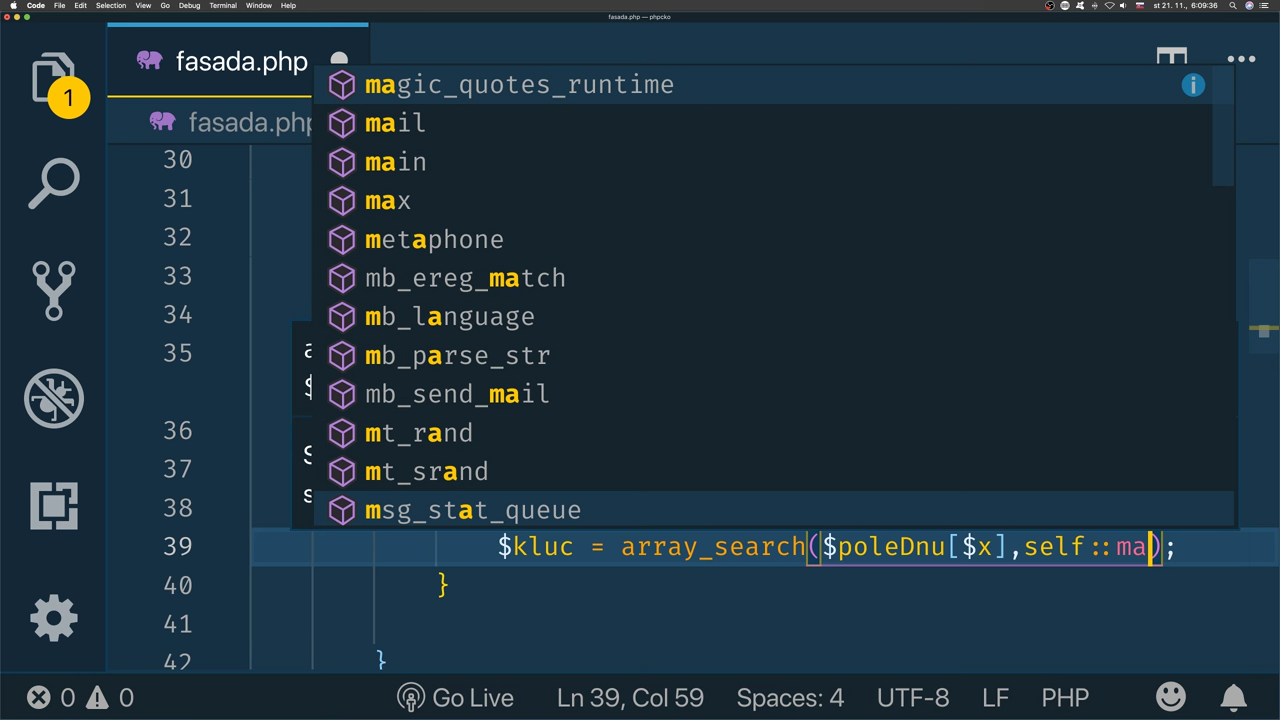 Code File Edit Selection View Go Debug Terminal Window Help
st 21. 11., 6:09:36
fasada.php — phpcko
fasada.php
1
fasada.php
magic_quotes_runtime
mail
main
max
metaphone
mb_ereg_match
mb_language
mb_parse_str
mb_send_mail
mt_rand
mt_srand
msg_stat_queue
30
31
32
33
34
35
$
36
37
38
39 $kluc = array_search($poleDnu[$x],self::ma);
40 }
41
42 }
0 0
Go Live
Ln 39, Col 59
Spaces: 4
UTF-8
LF
PHP